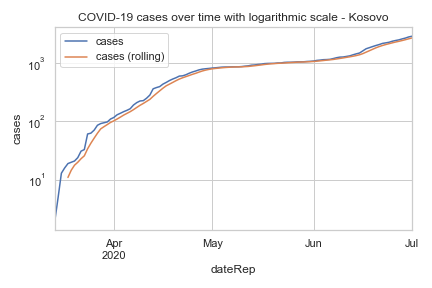 COVID-19 cases over time with logarithmic scale - Kosovo
cases
cases (rolling)
10³
10²
10¹
cases
Apr
2020
May
Jun
Jul
dateRep